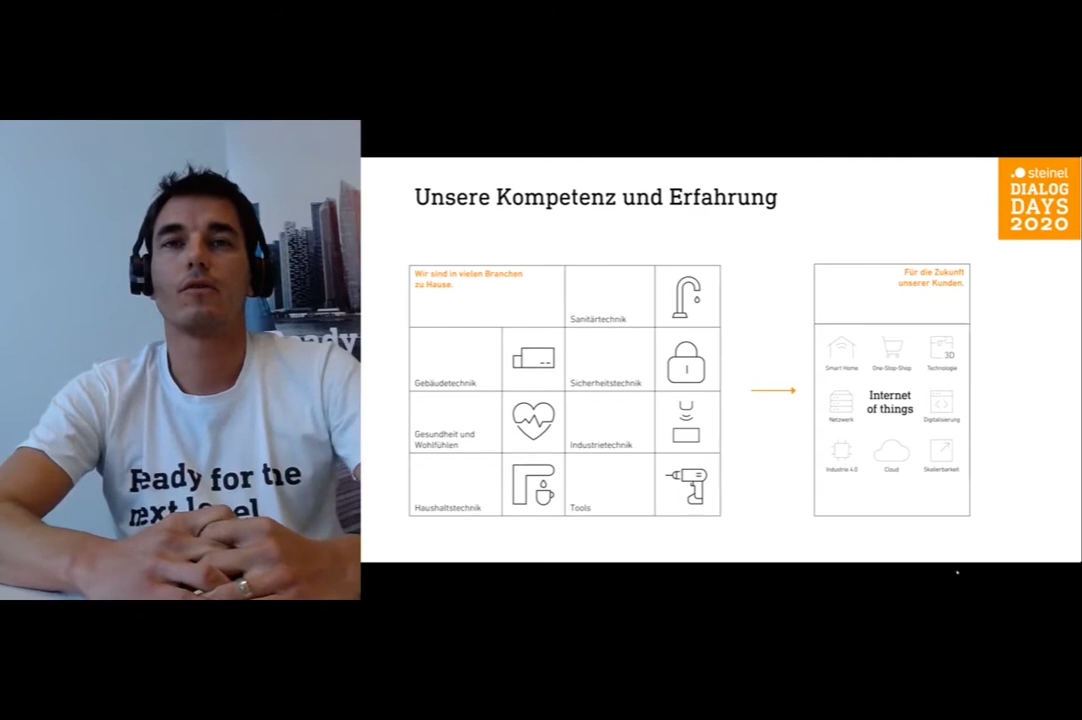 Unsere Kompetenz und Erfahrung
steinel
DIALOG
DAYS
2020
Wir sind in vielen Branchen
zu Hause.
Sanitärtechnik
Gebäudetechnik
Sicherheitstechnik
Gesundheit und
Wohlfühlen
Industrietechnik
Haushaltstechnik
Tools
Für die Zukunft
unserer Kunden.
Smart Home
One-Stop-Shop
3D
Technologie
Netzwerk
Internet
of things
Digitalisierung
Industrie 4.0
Cloud
Skalierbarkeit
Ready
Ready for the
next level